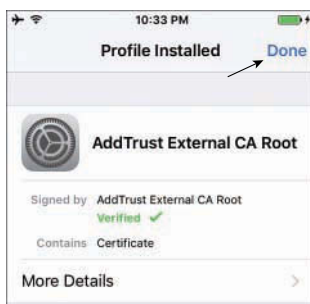 10:33 PM
Profile Installed Done
AddTrust External CA Root
Signed by AddTrust External CA Root
Verified
Contains Certificate
More Details